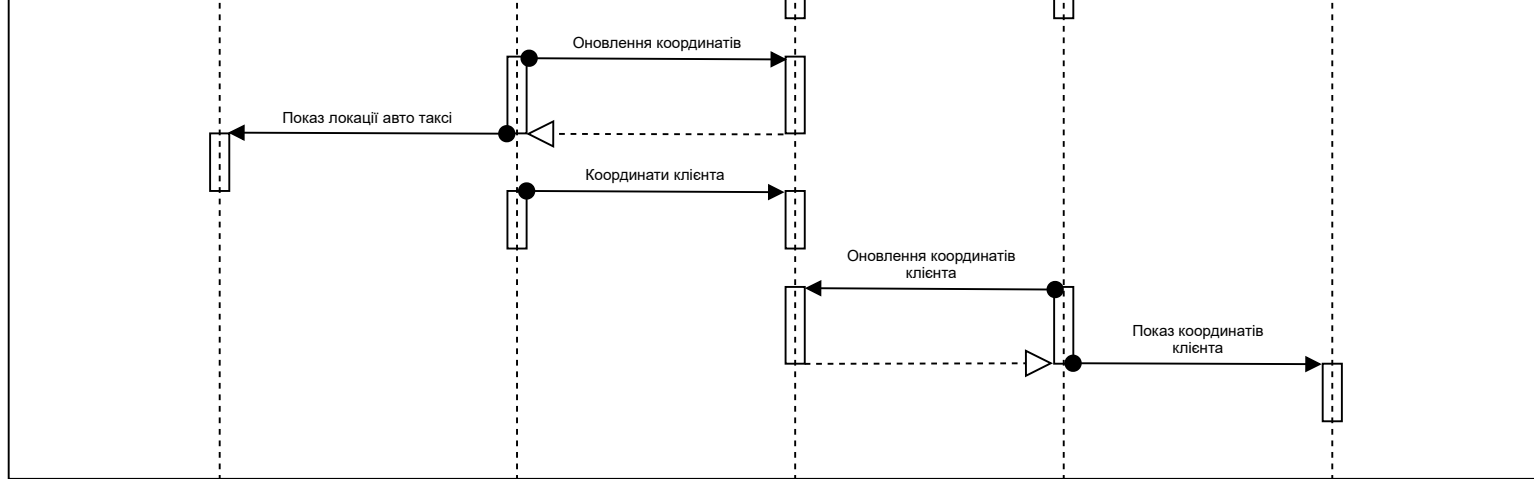 Оновлення координатів
Показ локації авто таксі
Координати клієнта
Оновлення координатів
клієнта
Показ координатів
клієнта